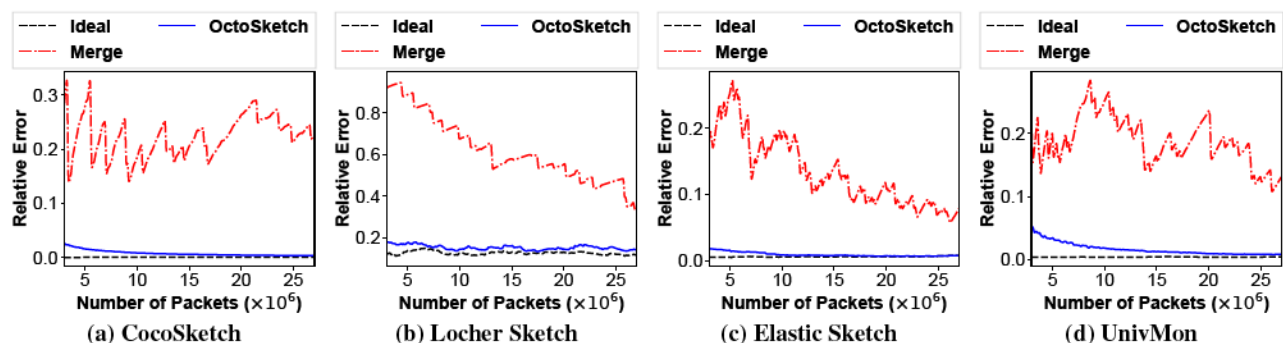 Ideal OctoSketch
Merge
Relative Error
0.3
0.2
0.1
0.0
5 10 15 20 25
Number of Packets (×10⁶)
(a) CocoSketch
Ideal OctoSketch
Merge
Relative Error
0.8
0.6
0.4
0.2
5 10 15 20 25
Number of Packets (×10⁶)
(b) Locher Sketch
Ideal OctoSketch
Merge
Relative Error
0.2
0.1
0.0
5 10 15 20 25
Number of Packets (×10⁶)
(c) Elastic Sketch
Ideal OctoSketch
Merge
Relative Error
0.2
0.1
0.0
5 10 15 20 25
Number of Packets (×10⁶)
(d) UnivMon